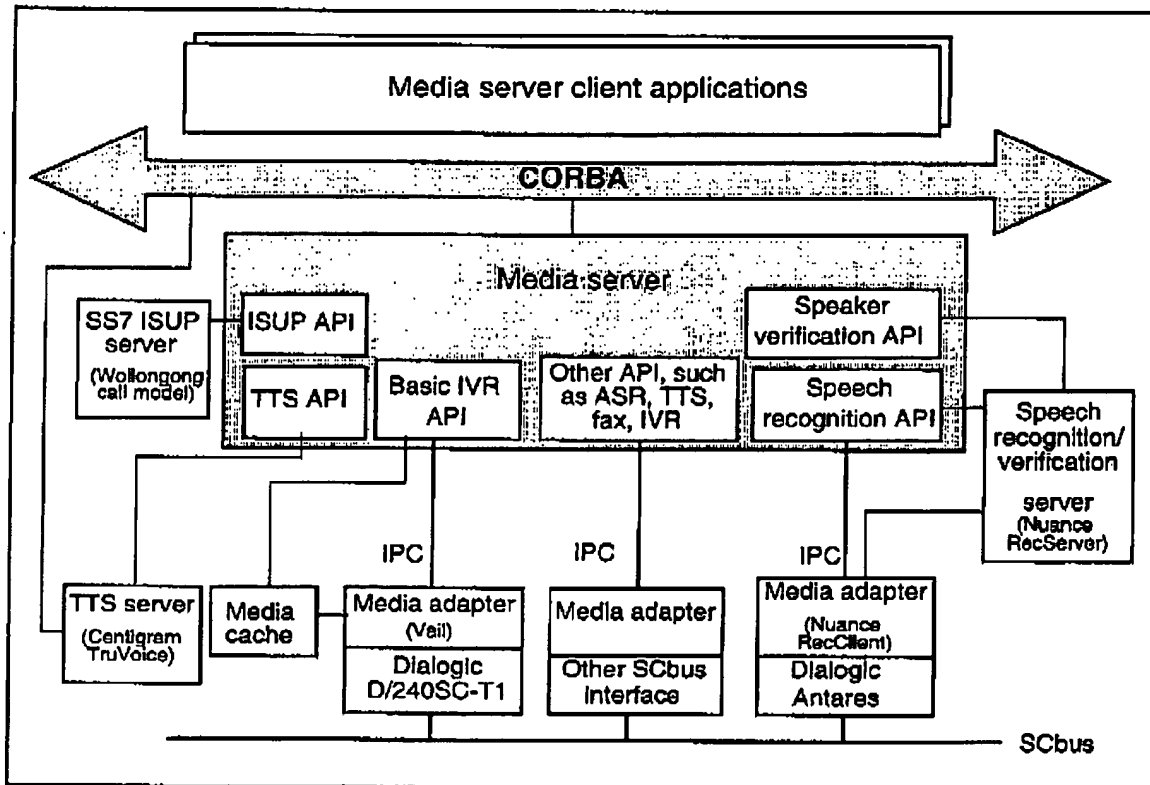 Media server client applications
CORBA
Media server
SS7 ISUP
server
(Wollongong
call model)
ISUP API
TTS API
Basic IVR
API
Other API, such
as ASR, TTS,
fax, IVR
Speaker
verification API
Speech
recognition API
Speech
recognition/
verification
server
(Nuance
RecServer)
IPC
IPC
IPC
TTS server
(Centigram
TruVoice)
Media
cache
Media adapter
(Vail)
Dialogic
D/240SC-T1
Media adapter
Other SCbus
Interface
Media adapter
(Nuance
RecClient)
Dialogic
Antares
SCbus